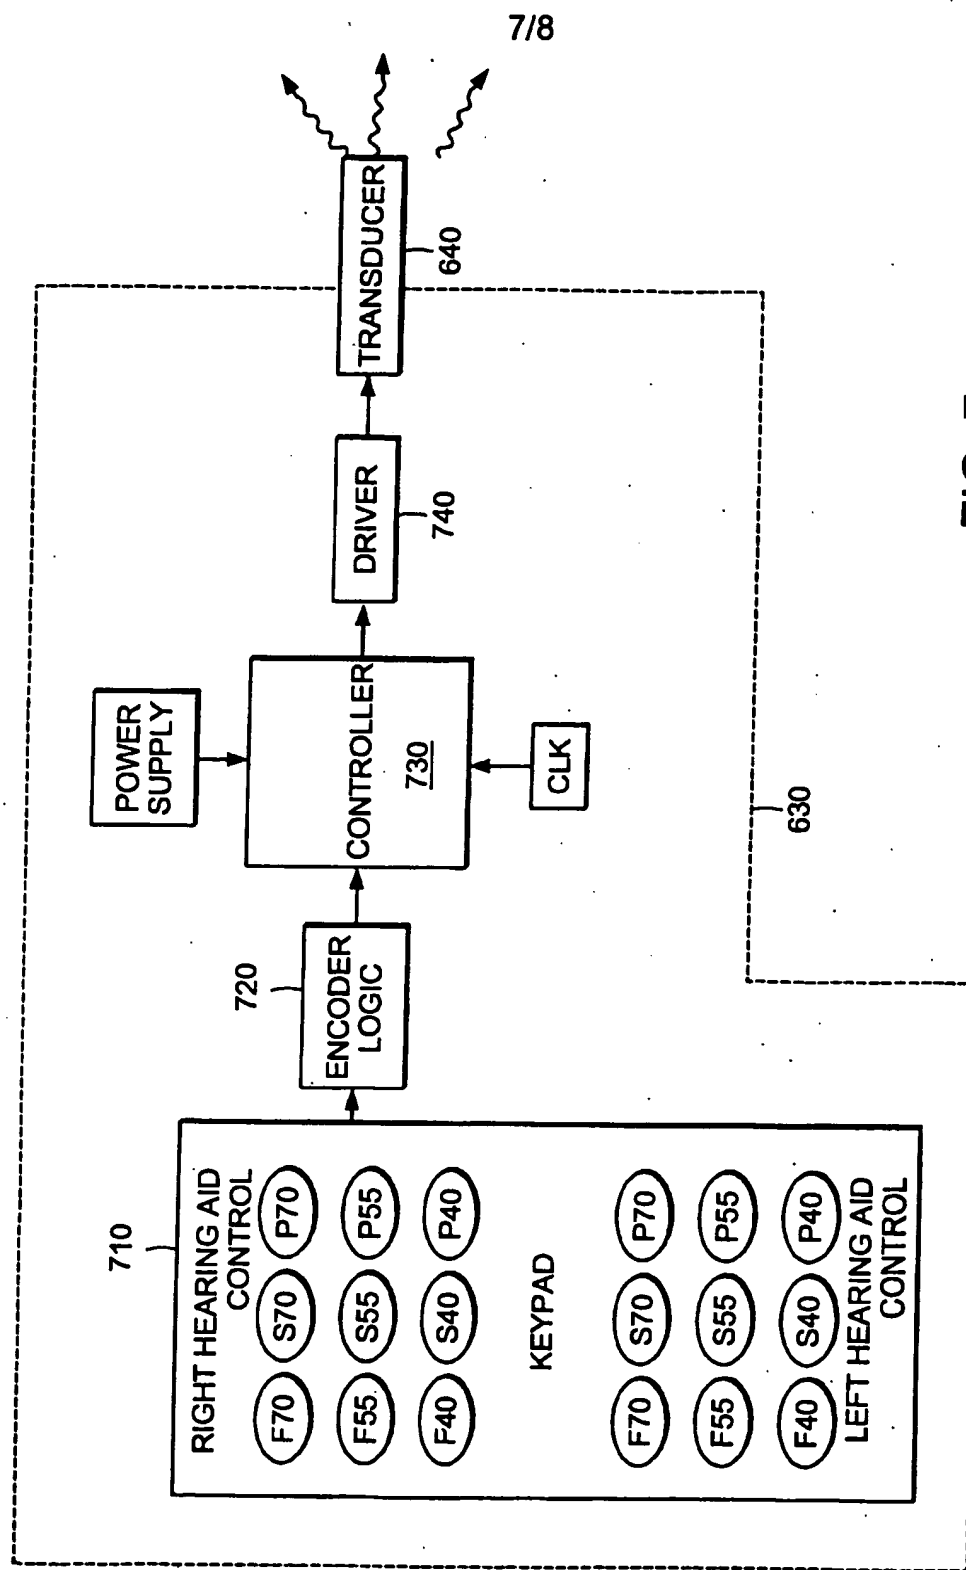 7/8
710
RIGHT HEARING AID
CONTROL
F70 S70 P70
F55 S55 P55
F40 S40 P40
KEYPAD
F70 S70 P70
F55 S55 P55
F40 S40 P40
LEFT HEARING AID
CONTROL
720
ENCODER
LOGIC
POWER
SUPPLY
CONTROLLER
730
CLK
DRIVER
740
TRANSDUCER
640
630